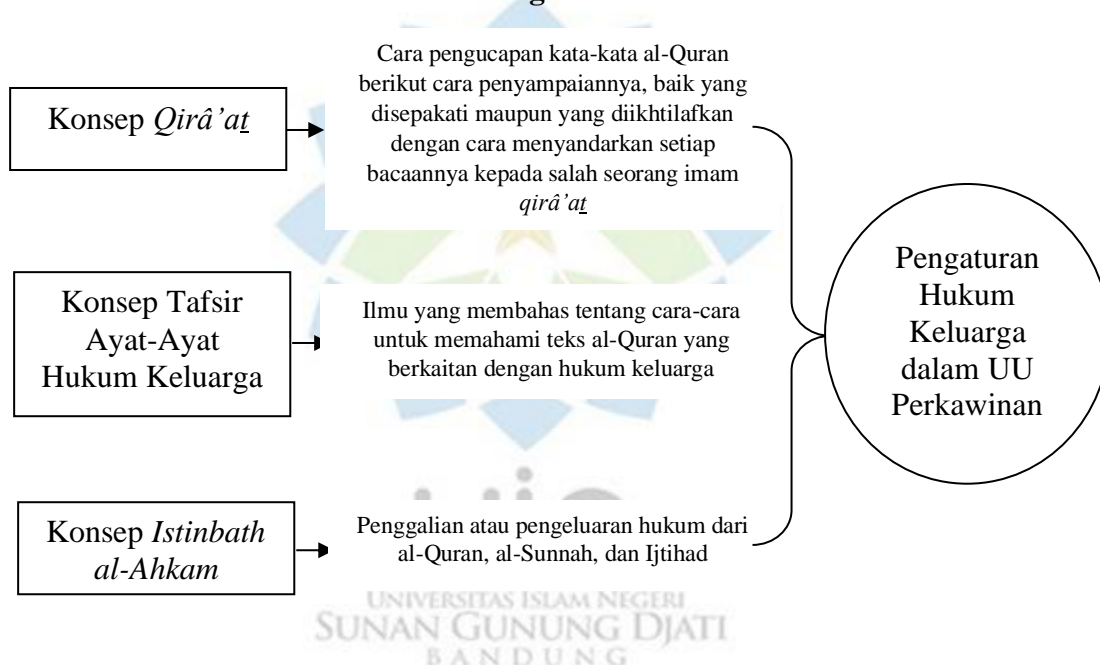 Konsep Qirâ’at
Cara pengucapan kata-kata al-Quran
berikut cara penyampaiannya, baik yang
disepakati maupun yang diikhtilafkan
dengan cara menyandarkan setiap
bacaannya kepada salah seorang imam
qirâ’at
Konsep Tafsir
Ayat-Ayat
Hukum Keluarga
Ilmu yang membahas tentang cara-cara
untuk memahami teks al-Quran yang
berkaitan dengan hukum keluarga
Konsep Istinbath
al-Ahkam
Penggalian atau pengeluaran hukum dari
al-Quran, al-Sunnah, dan Ijtihad
Pengaturan
Hukum
Keluarga
dalam UU
Perkawinan
UNIVERSITAS ISLAM NEGERI
SUNAN GUNUNG DJATI
BANDUNG